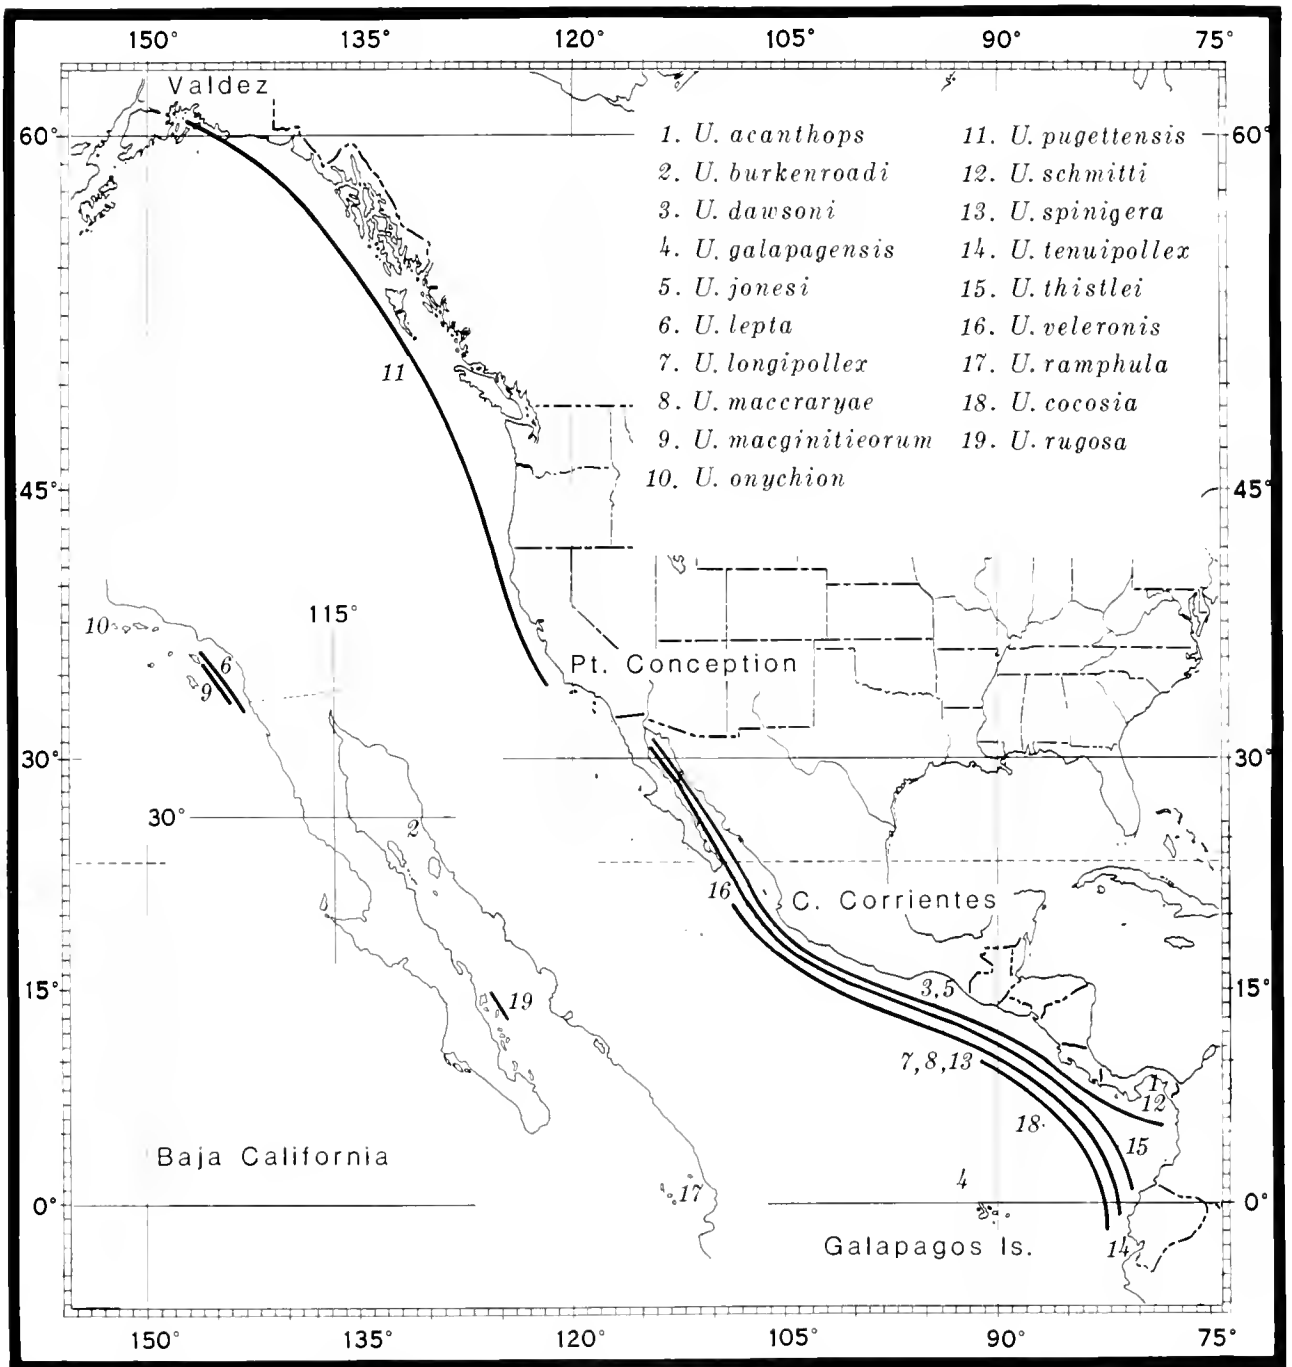 150° 135° 120° 105° 90° 75°
Valdez
60° 60°
1. U. acanthops
2. U. burkenroadi
3. U. dawsoni
4. U. galapagensis
5. U. jonesi
6. U. lepta
7. U. longipollex
8. U. maccraryae
9. U. macginitieorum
10. U. onychion
11. U. pugettensis
12. U. schmitti
13. U. spinigera
14. U. tenuipollex
15. U. thistlei
16. U. veleronis
17. U. ramphula
18. U. cocosia
19. U. rugosa
11
45° 45°
115°
10
6
9
Pt. Conception
30° 30°
30°
2
16
C. Corrientes
15° 15°
3,5
19
7,8,13
1
12
18
15
Baja California
4
17
0° 0°
Galapagos Is.
14
150° 135° 120° 105° 90° 75°